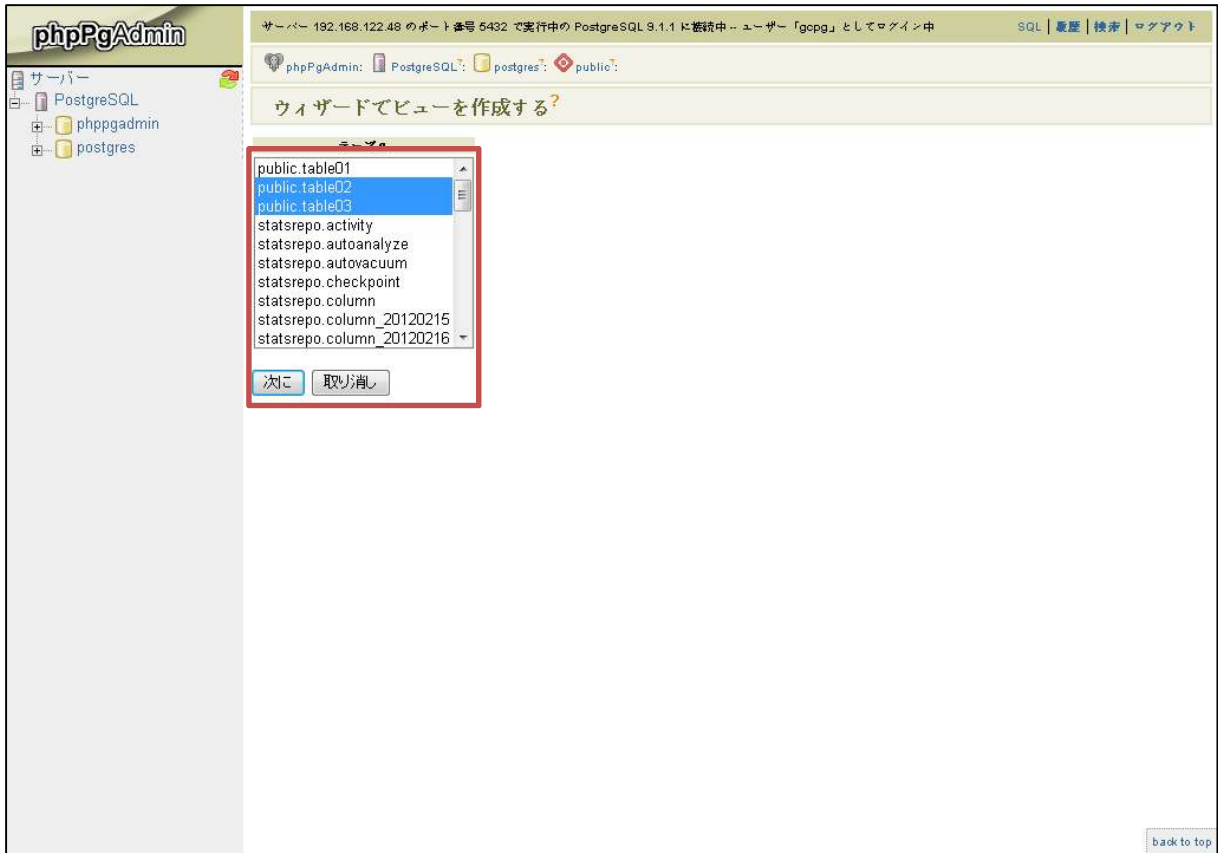 phpPgAdmin
サーバー 192.168.122.48 のポート番号 5432 で実行中の PostgreSQL 9.1.1 に接続中 -- ユーザー「gcpg」としてログイン中
SQL | 履歴 | 検索 | ログアウト
phpPgAdmin: PostgreSQL?: postgres?: public?:
サーバー
PostgreSQL
phppgadmin
postgres
ウィザードでビューを作成する?
テーブル
public.table01
public.table02
public.table03
statsrepo.activity
statsrepo.autoanalyze
statsrepo.autovacuum
statsrepo.checkpoint
statsrepo.column
statsrepo.column_20120215
statsrepo.column_20120216
次に 取り消し
back to top